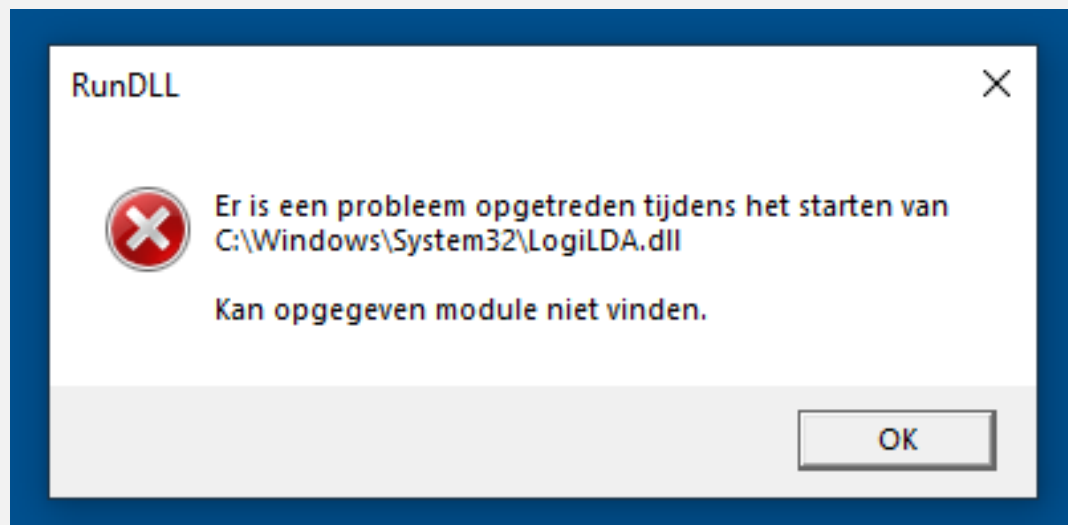 RunDLL
Er is een probleem opgetreden tijdens het starten van
C:\Windows\System32\LogiLDA.dll
Kan opgegeven module niet vinden.
OK